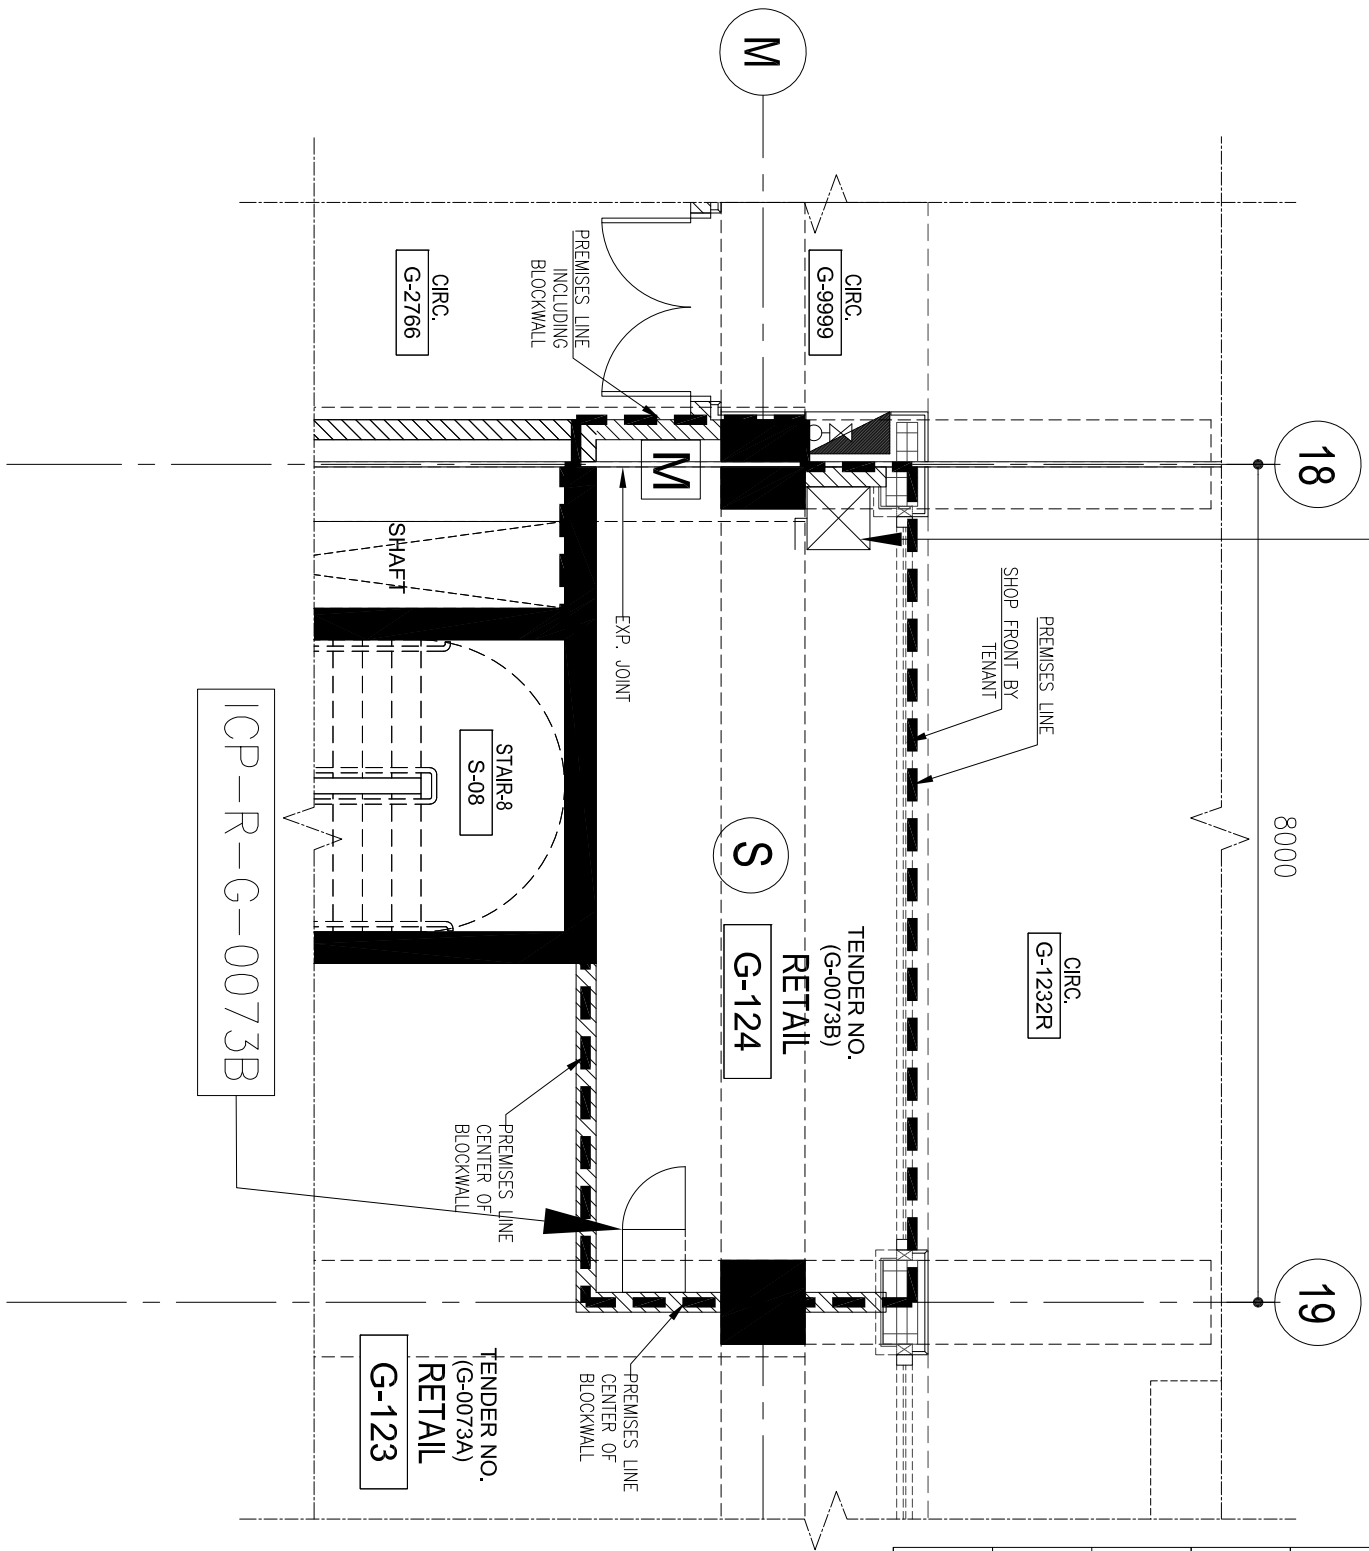 18
19
8000
CIRC.
G-1232R
PREMISES LINE
SHOP FRONT BY
TENANT
CIRC.
G-9999
M
TENDER NO.
(G-0073B)
RETAIL
G-124
S
M
EXP. JOINT
PREMISES LINE
INCLUDING
BLOCKWALL
CIRC.
G-2766
SHAFT
STAIR-8
S-08
PREMISES LINE
CENTER OF
BLOCKWALL
PREMISES LINE
CENTER OF
BLOCKWALL
TENDER NO.
(G-0073A)
RETAIL
G-123
ICP-R-G-0073B